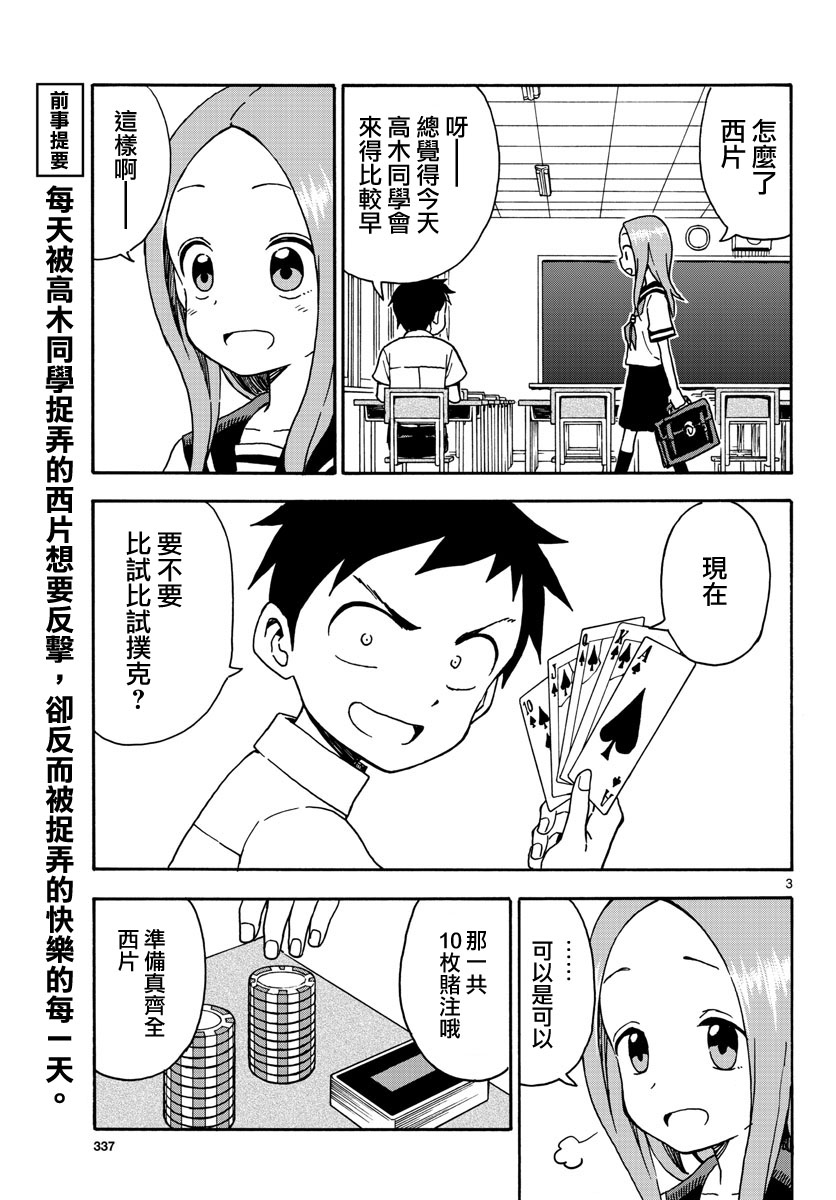 前事提要
每天被高木同學捉弄的西片想要反擊，卻反而被捉弄的快樂的每一天。
怎麼了
西片
呀——
總覺得今天
高木同學會
來得比較早
這樣啊——
現在
10
J
Q
K
A
要不要
比試比試撲克？
3
……
可以是可以
那一共
10枚賭注哦
準備真齊全
西片
337